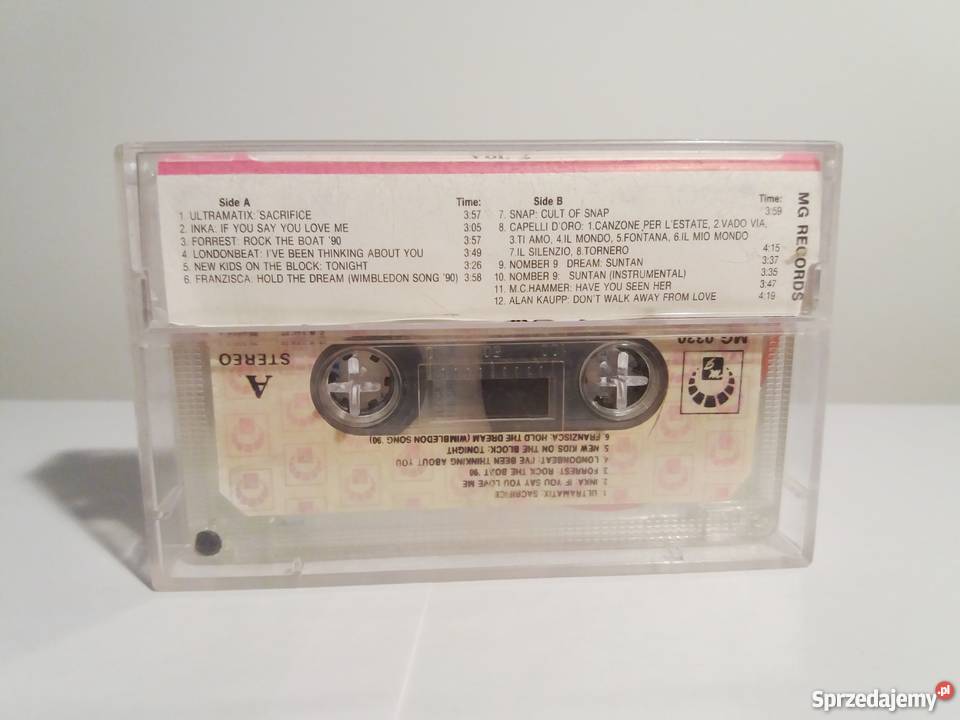 VOL. 2
Side A Time:
1. ULTRAMATIX: SACRIFICE 3:57
2. INKA: IF YOU SAY YOU LOVE ME 3:05
3. FORREST: ROCK THE BOAT '90 3:57
4. LONDONBEAT: I'VE BEEN THINKING ABOUT YOU 3:49
5. NEW KIDS ON THE BLOCK: TONIGHT 3:26
6. FRANZISCA: HOLD THE DREAM (WIMBLEDON SONG '90) 3:58
Side B Time:
7. SNAP: CULT OF SNAP 3:59
8. CAPELLI D'ORO: 1.CANZONE PER L'ESTATE, 2.VADO VIA,
3.TI AMO, 4.IL MONDO, 5.FONTANA, 6.IL MIO MONDO
7.IL SILENZIO, 8.TORNERO 4:15
9. NOMBER 9 DREAM: SUNTAN 3:37
10. NOMBER 9: SUNTAN (INSTRUMENTAL) 3:35
11. M.C.HAMMER: HAVE YOU SEEN HER 3:47
12. ALAN KAUPP: DON'T WALK AWAY FROM LOVE 4:19
MG RECORDS
A
STEREO
MG 0330
1. ULTRAMATIX: SACRIFICE
2. INKA: IF YOU SAY YOU LOVE ME
3. FORREST: ROCK THE BOAT '90
4. LONDONBEAT: I'VE BEEN THINKING ABOUT YOU
5. NEW KIDS ON THE BLOCK: TONIGHT
6. FRANZISCA: HOLD THE DREAM (WIMBLEDON SONG '90)
Sprzedajemy.pl